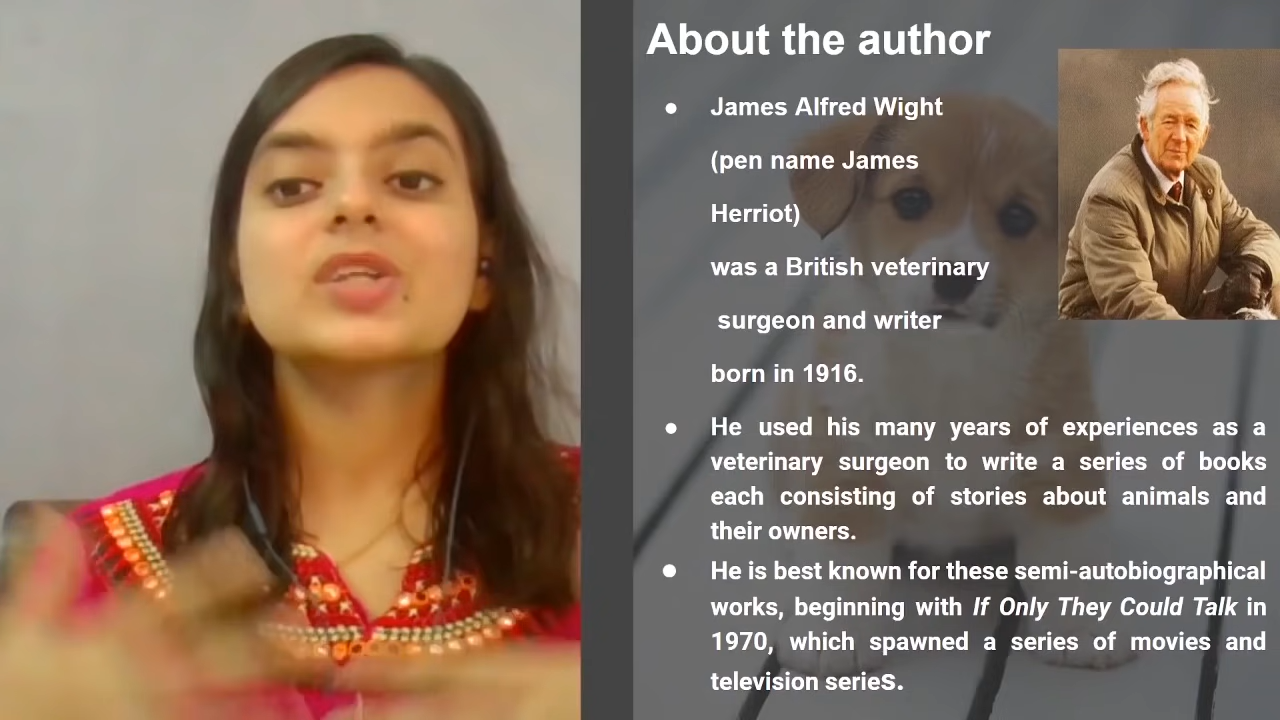 About the author
● James Alfred Wight
(pen name James
Herriot)
was a British veterinary
surgeon and writer
born in 1916.
● He used his many years of experiences as a
veterinary surgeon to write a series of books
each consisting of stories about animals and
their owners.
● He is best known for these semi-autobiographical
works, beginning with If Only They Could Talk in
1970, which spawned a series of movies and
television series.